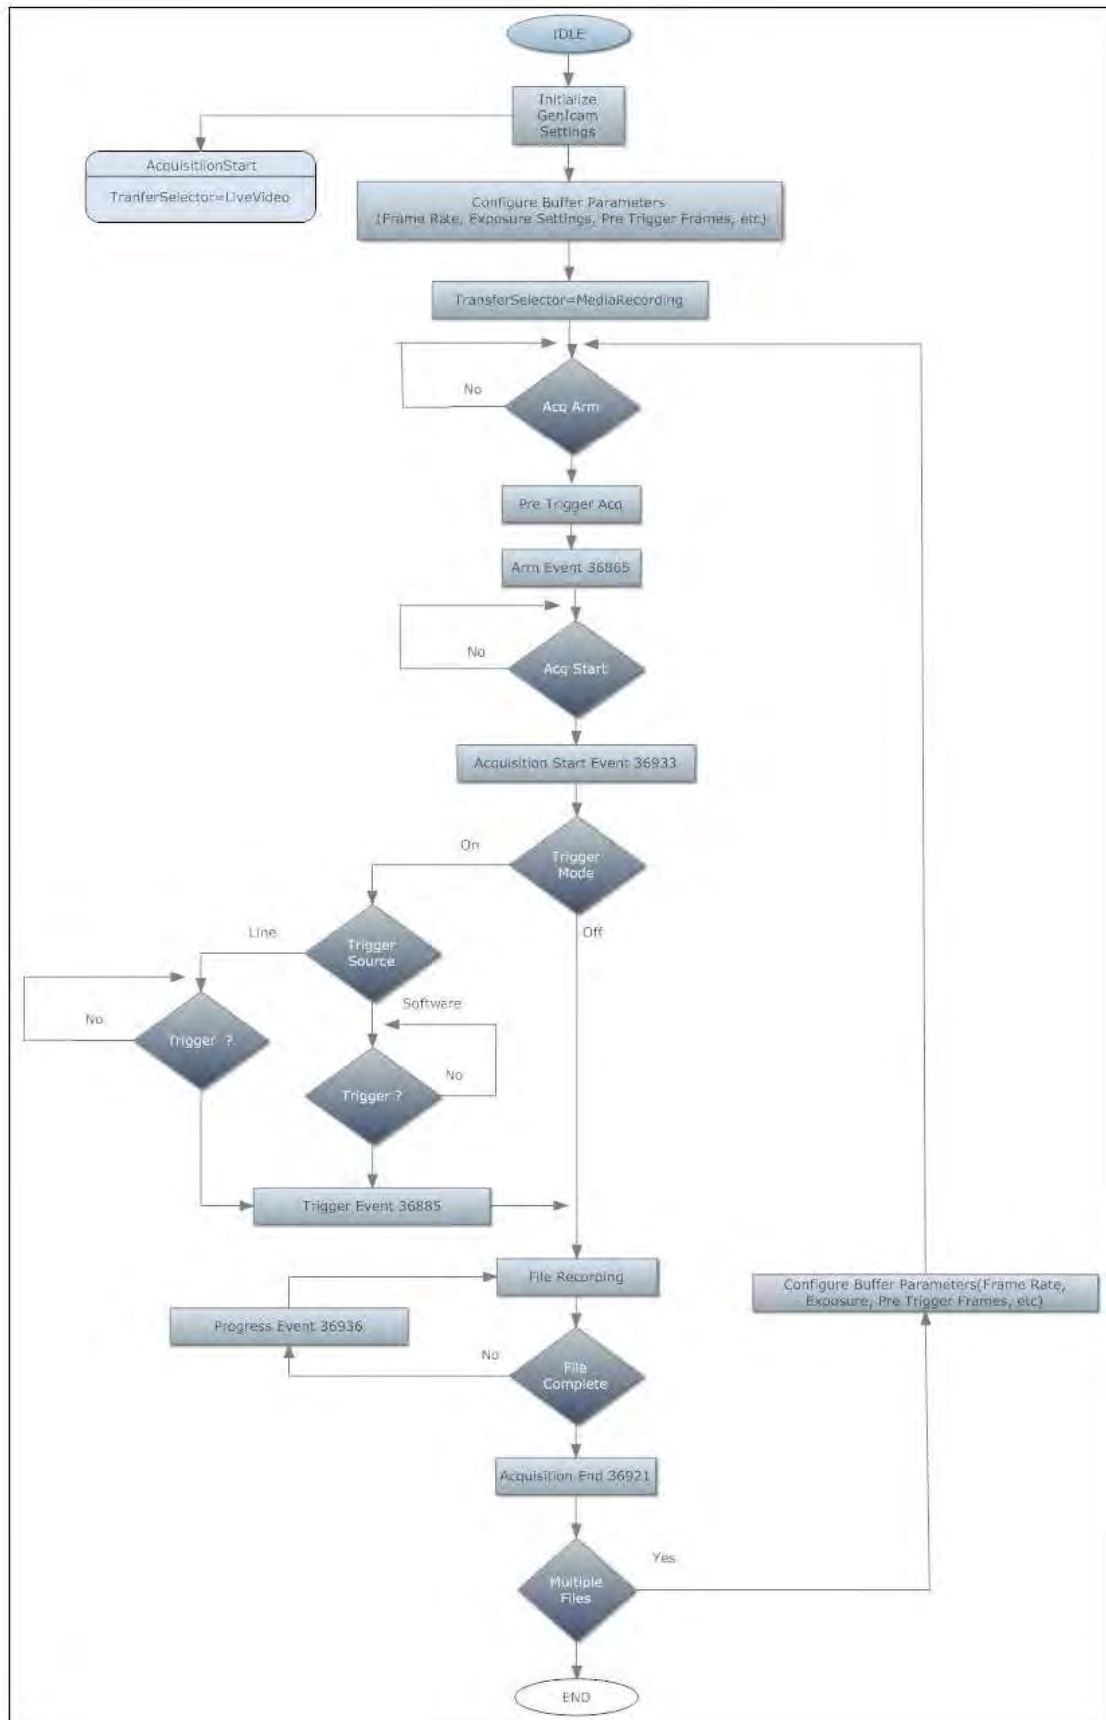 IDLE
Initialize
GenIcam
Settings
AcquisitiionStart
TranferSelector=LiveVideo
Configure Buffer Parameters
(Frame Rate, Exposure Settings, Pre Trigger Frames, etc)
TransferSelector=MediaRecording
No
Acq Arm
Pre Trigger Acq
Arm Event 36865
No
Acq Start
Acquisition Start Event 36933
On
Trigger
Mode
Off
Line
Trigger
Source
Software
No
Trigger ?
No
Trigger ?
Trigger Event 36885
File Recording
Configure Buffer Parameters(Frame Rate,
Exposure, Pre Trigger Frames, etc)
Progress Event 36936
No
File
Complete
Acquisition End 36921
Yes
Multiple
Files
END